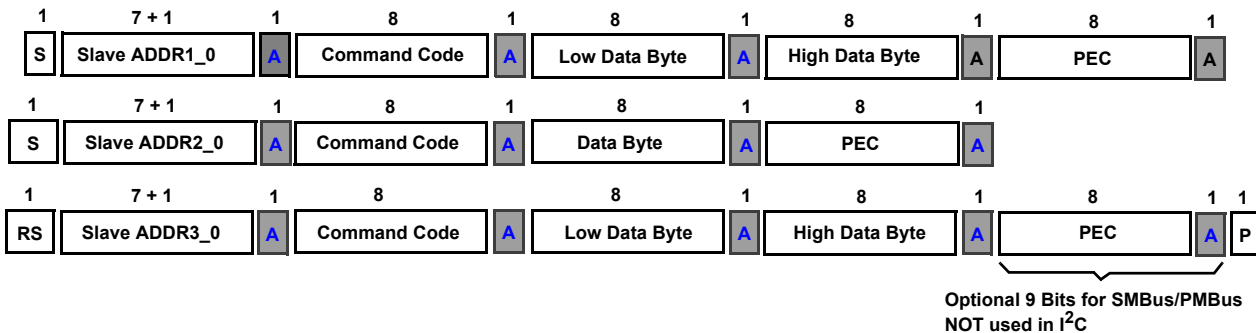 1 7 + 1 1 8 1 8 1 8 1 8 1
S Slave ADDR1_0 A Command Code A Low Data Byte A High Data Byte A PEC A
1 7 + 1 1 8 1 8 1 8 1
S Slave ADDR2_0 A Command Code A Data Byte A PEC A
1 7 + 1 1 8 1 8 1 8 1 8 1 1
RS Slave ADDR3_0 A Command Code A Low Data Byte A High Data Byte A PEC A P
Optional 9 Bits for SMBus/PMBus
NOT used in I²C